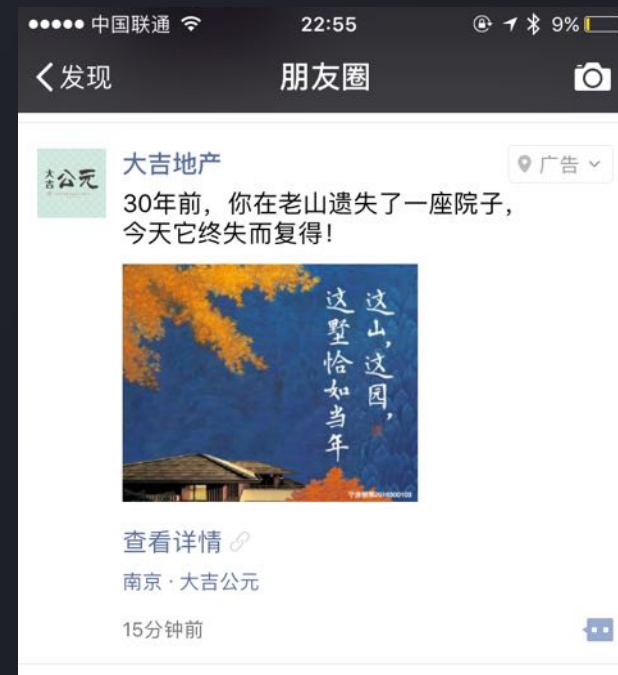 中国联通 22:55 9%
发现 朋友圈
大吉公元
大吉地产 广告
30年前，你在老山遗失了一座院子，
今天它终失而复得！
这山，这园，
这墅恰如当年
查看详情
南京·大吉公元
15分钟前